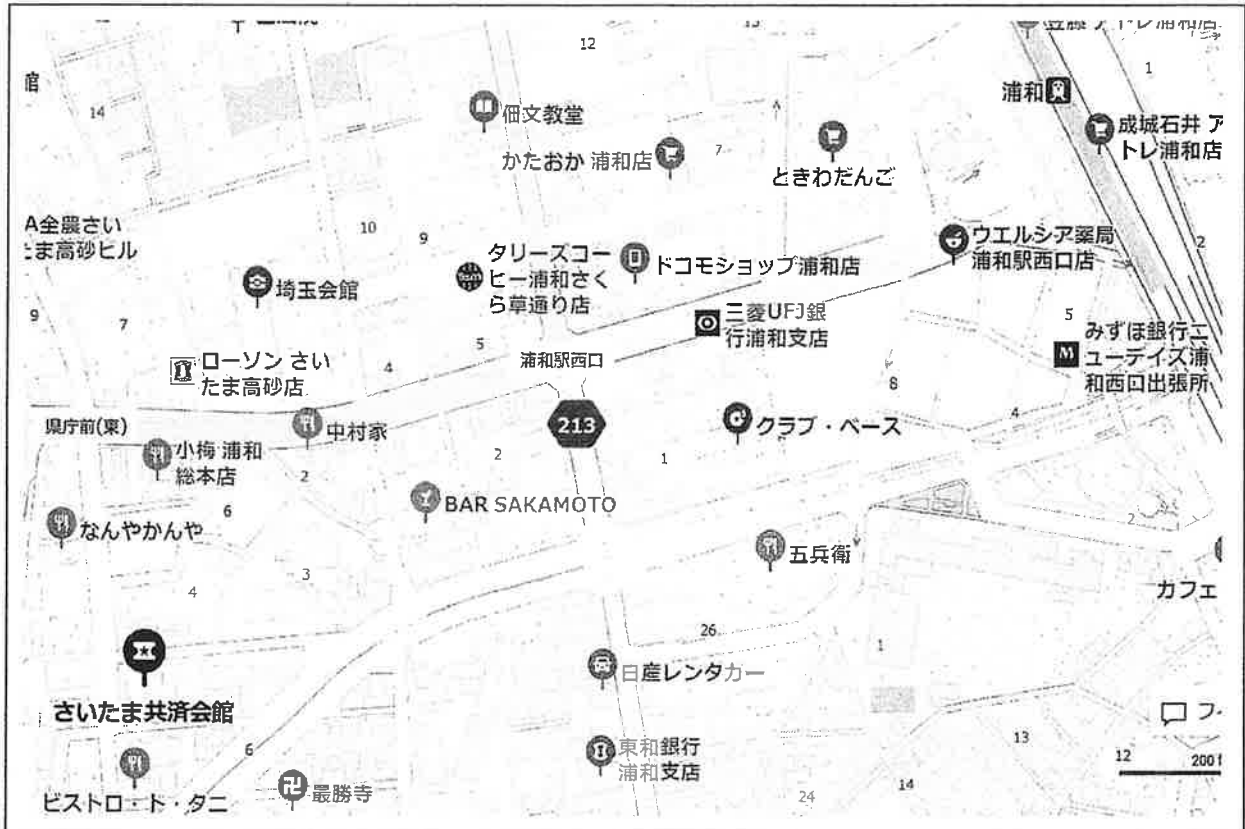 12
館
14
浦和
1
佃文教堂
成城石井 ア
トレ浦和店
かたおか 浦和店
7
ときわだんご
A全農さい
たま高砂ビル
10
9
タリーズコー
ヒー浦和さく
ら草通り店
ドコモショップ浦和店
ウエルシア薬局
浦和駅西口店
2
埼玉会館
9
7
三菱UFJ銀
行浦和支店
5
みずほ銀行ニ
ューデイズ浦
和西口出張所
ローソン さい
たま高砂店
4
5
浦和駅西口
8
県庁前(東)
中村家
213
クラブ・ベース
4
小梅 浦和
総本店
2
2
1
6
BAR SAKAMOTO
なんやかんや
2
五兵衛
3
4
カフェ
26
1
日産レンタカー
さいたま共済会館
フ
6
東和銀行
浦和支店
13
12
200
ビストロ・ド・タニ
最勝寺
24
14